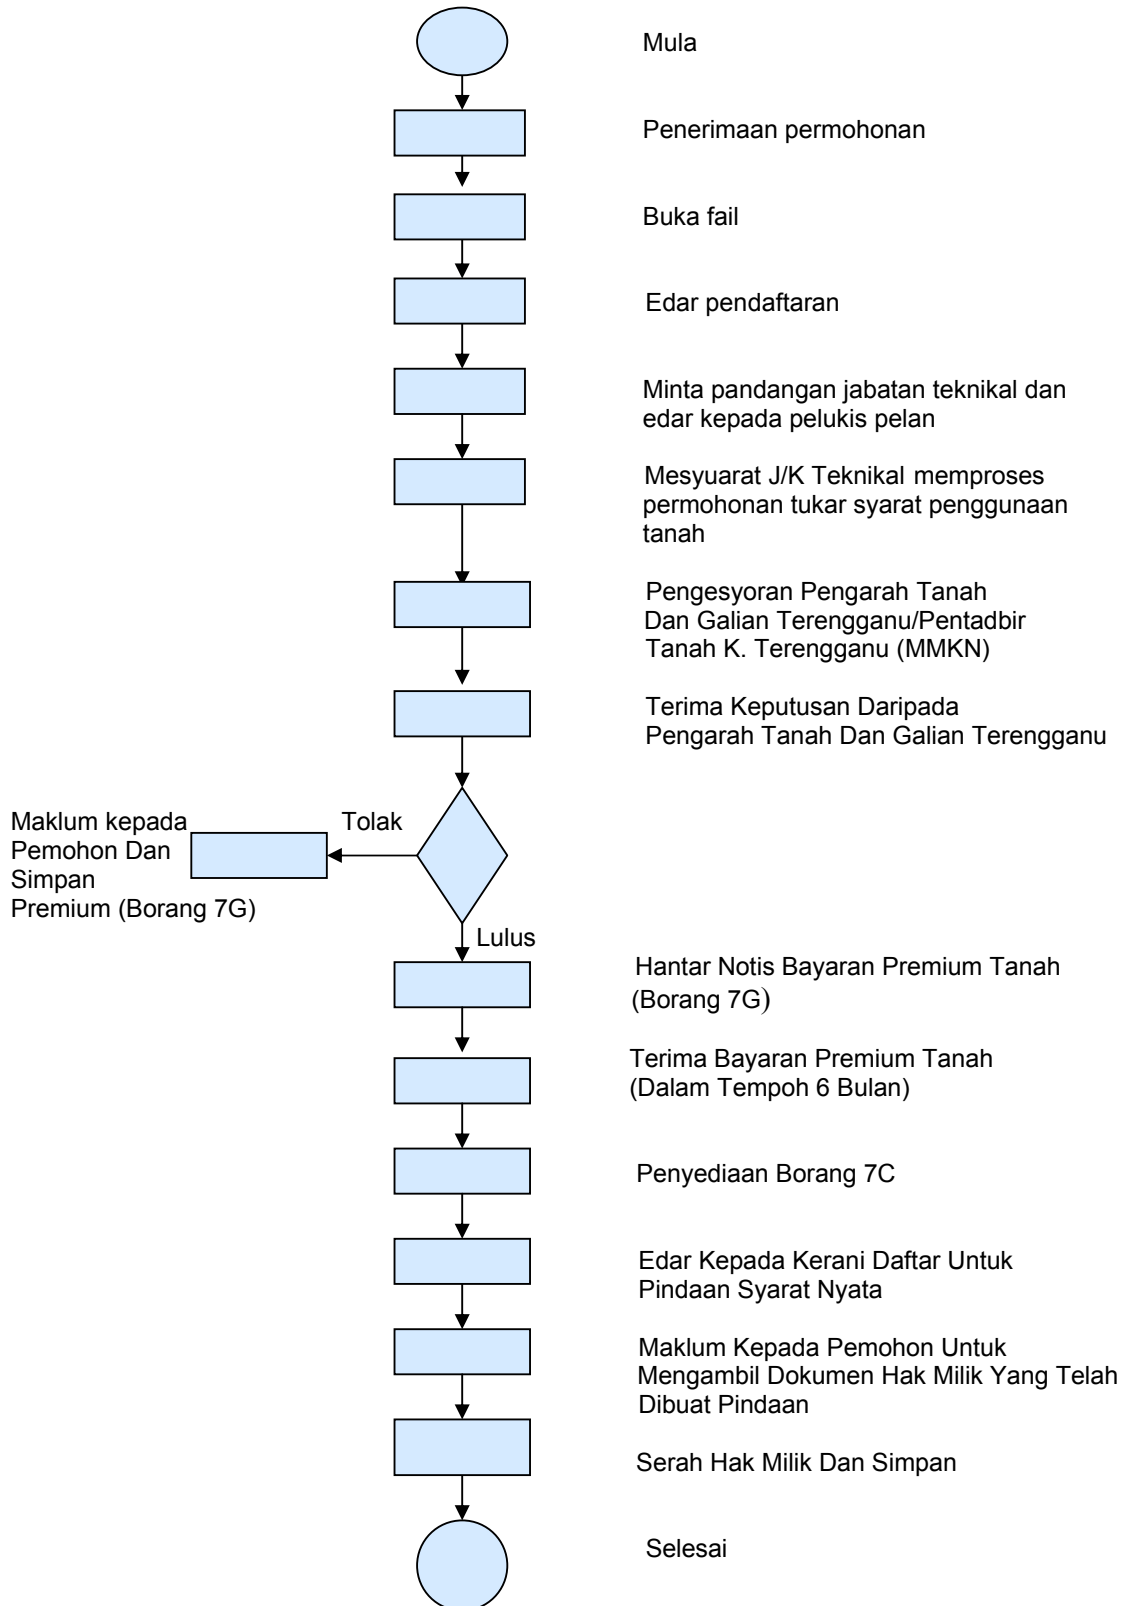 Mula
Penerimaan permohonan
Buka fail
Edar pendaftaran
Minta pandangan jabatan teknikal dan
edar kepada pelukis pelan
Mesyuarat J/K Teknikal memproses
permohonan tukar syarat penggunaan
tanah
Pengesyoran Pengarah Tanah
Dan Galian Terengganu/Pentadbir
Tanah K. Terengganu (MMKN)
Terima Keputusan Daripada
Pengarah Tanah Dan Galian Terengganu
Maklum kepada
Pemohon Dan
Simpan
Premium (Borang 7G)
Tolak
Lulus
Hantar Notis Bayaran Premium Tanah
(Borang 7G)
Terima Bayaran Premium Tanah
(Dalam Tempoh 6 Bulan)
Penyediaan Borang 7C
Edar Kepada Kerani Daftar Untuk
Pindaan Syarat Nyata
Maklum Kepada Pemohon Untuk
Mengambil Dokumen Hak Milik Yang Telah
Dibuat Pindaan
Serah Hak Milik Dan Simpan
Selesai